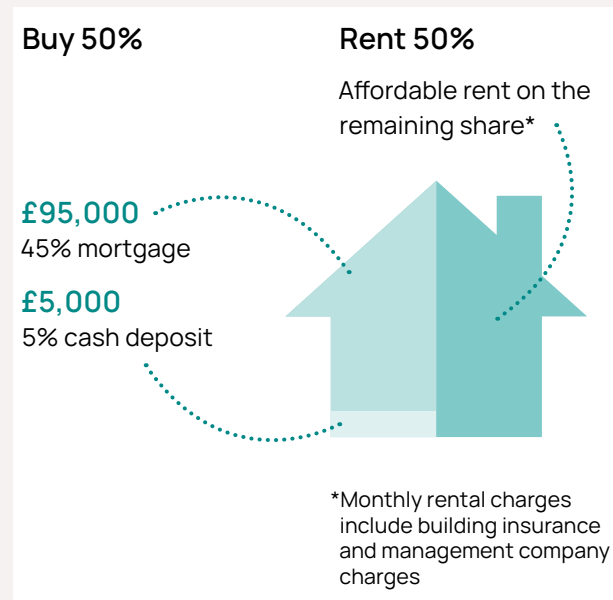 Buy 50%
£95,000
45% mortgage
£5,000
5% cash deposit
Rent 50%
Affordable rent on the
remaining share*
*Monthly rental charges
include building insurance
and management company
charges